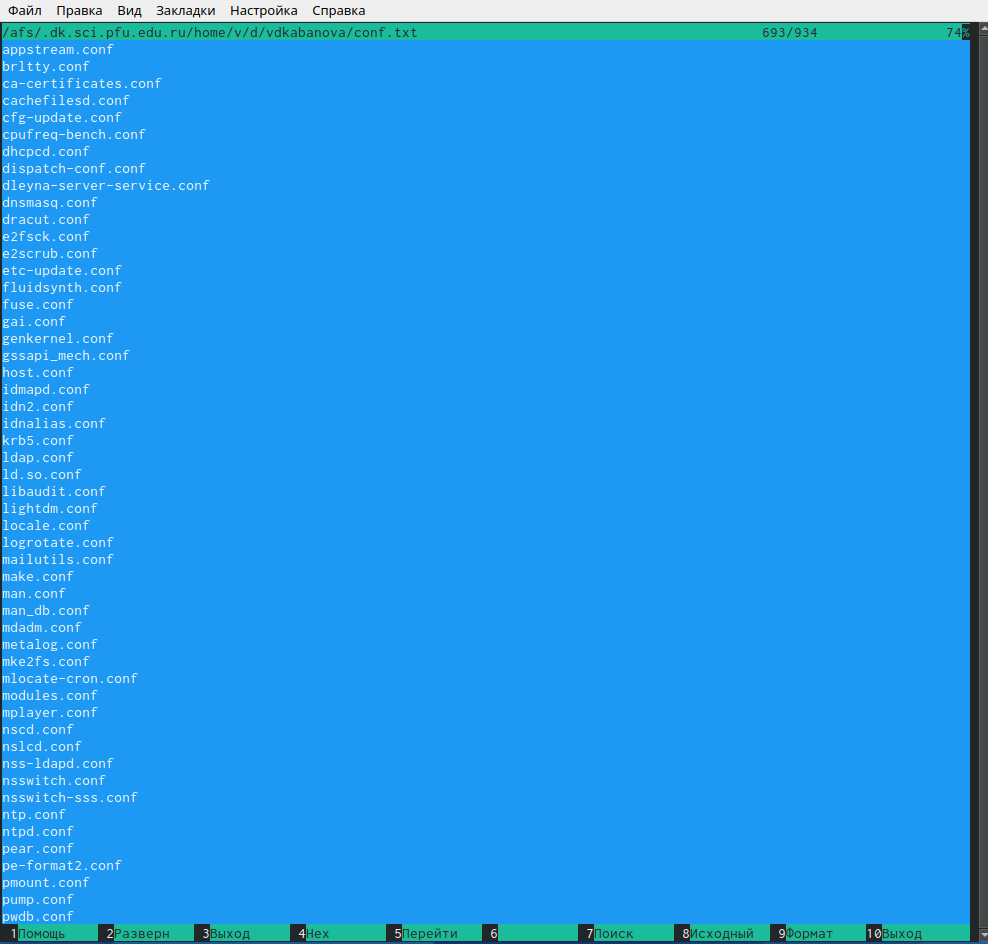 Файл Правка Вид Закладки Настройка Справка
/afs/.dk.sci.pfu.edu.ru/home/v/d/vdkabanova/conf.txt 693/934 74%
appstream.conf
brltty.conf
ca-certificates.conf
cachefilesd.conf
cfg-update.conf
cpufreq-bench.conf
dhcpcd.conf
dispatch-conf.conf
dleyna-server-service.conf
dnsmasq.conf
dracut.conf
e2fsck.conf
e2scrub.conf
etc-update.conf
fluidsynth.conf
fuse.conf
gai.conf
genkernel.conf
gssapi_mech.conf
host.conf
idmapd.conf
idn2.conf
idnalias.conf
krb5.conf
ldap.conf
ld.so.conf
libaudit.conf
lightdm.conf
locale.conf
logrotate.conf
mailutils.conf
make.conf
man.conf
man_db.conf
mdadm.conf
metalog.conf
mke2fs.conf
mlocate-cron.conf
modules.conf
mplayer.conf
nscd.conf
nslcd.conf
nss-ldapd.conf
nsswitch.conf
nsswitch-sss.conf
ntp.conf
ntpd.conf
pear.conf
pe-format2.conf
pmount.conf
pump.conf
pwdb.conf
1Помощь 2Разверн 3Выход 4Hex 5Перейти 6 7Поиск 8Исходный 9Формат 10Выход